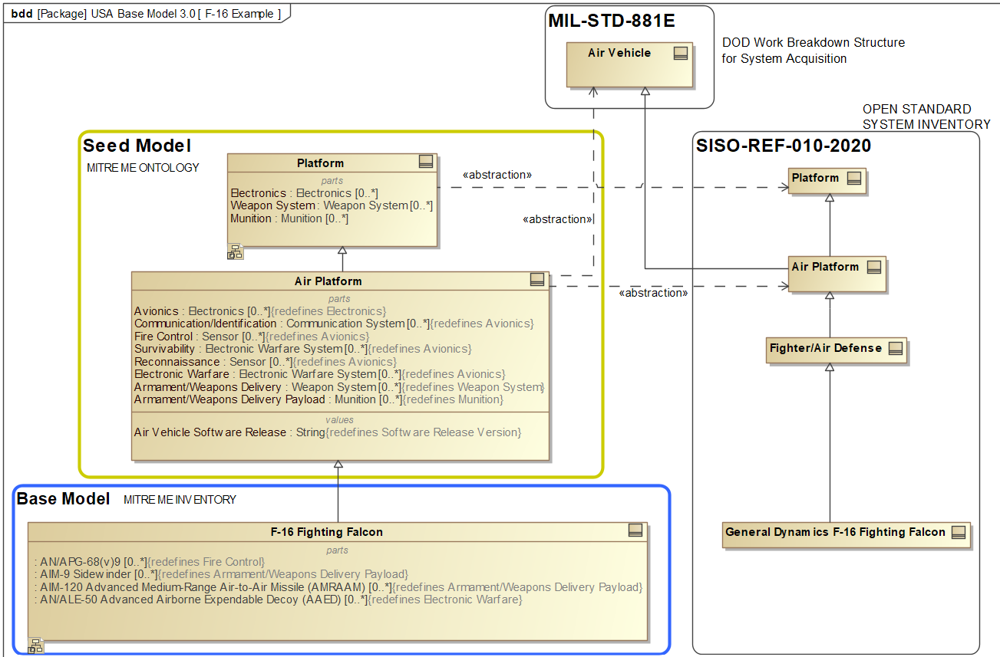 bdd [Package] USA Base Model 3.0 [ F-16 Example ]
MIL-STD-881E
Air Vehicle
DOD Work Breakdown Structure
for System Acquisition
OPEN STANDARD
SYSTEM INVENTORY
Seed Model
MITRE ME ONTOLOGY
Platform
parts
Electronics : Electronics [0..*]
Weapon System : Weapon System [0..*]
Munition : Munition [0..*]
«abstraction»
«abstraction»
SISO-REF-010-2020
Platform
Air Platform
parts
Avionics : Electronics [0..*]{redefines Electronics}
Communication/Identification : Communication System [0..*]{redefines Avionics}
Fire Control : Sensor [0..*]{redefines Avionics}
Survivability : Electronic Warfare System [0..*]{redefines Avionics}
Reconnaissance : Sensor [0..*]{redefines Avionics}
Electronic Warfare : Electronic Warfare System [0..*]{redefines Avionics}
Armament/Weapons Delivery : Weapon System [0..*]{redefines Weapon System}
Armament/Weapons Delivery Payload : Munition [0..*]{redefines Munition}
values
Air Vehicle Software Release : String{redefines Software Release Version}
«abstraction»
Air Platform
Fighter/Air Defense
General Dynamics F-16 Fighting Falcon
Base Model
MITRE ME INVENTORY
F-16 Fighting Falcon
parts
: AN/APG-68(v)9 [0..*]{redefines Fire Control}
: AIM-9 Sidewinder [0..*]{redefines Armament/Weapons Delivery Payload}
: AIM-120 Advanced Medium-Range Air-to-Air Missile (AMRAAM) [0..*]{redefines Armament/Weapons Delivery Payload}
: AN/ALE-50 Advanced Airborne Expendable Decoy (AAED) [0..*]{redefines Electronic Warfare}